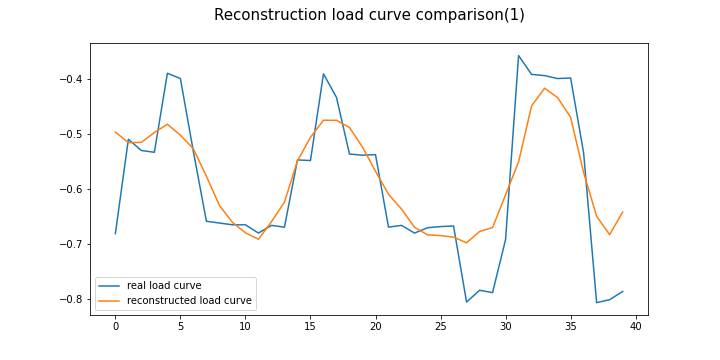 Reconstruction load curve comparison(1)
−0.4
−0.5
−0.6
−0.7
−0.8
real load curve
reconstructed load curve
0 5 10 15 20 25 30 35 40